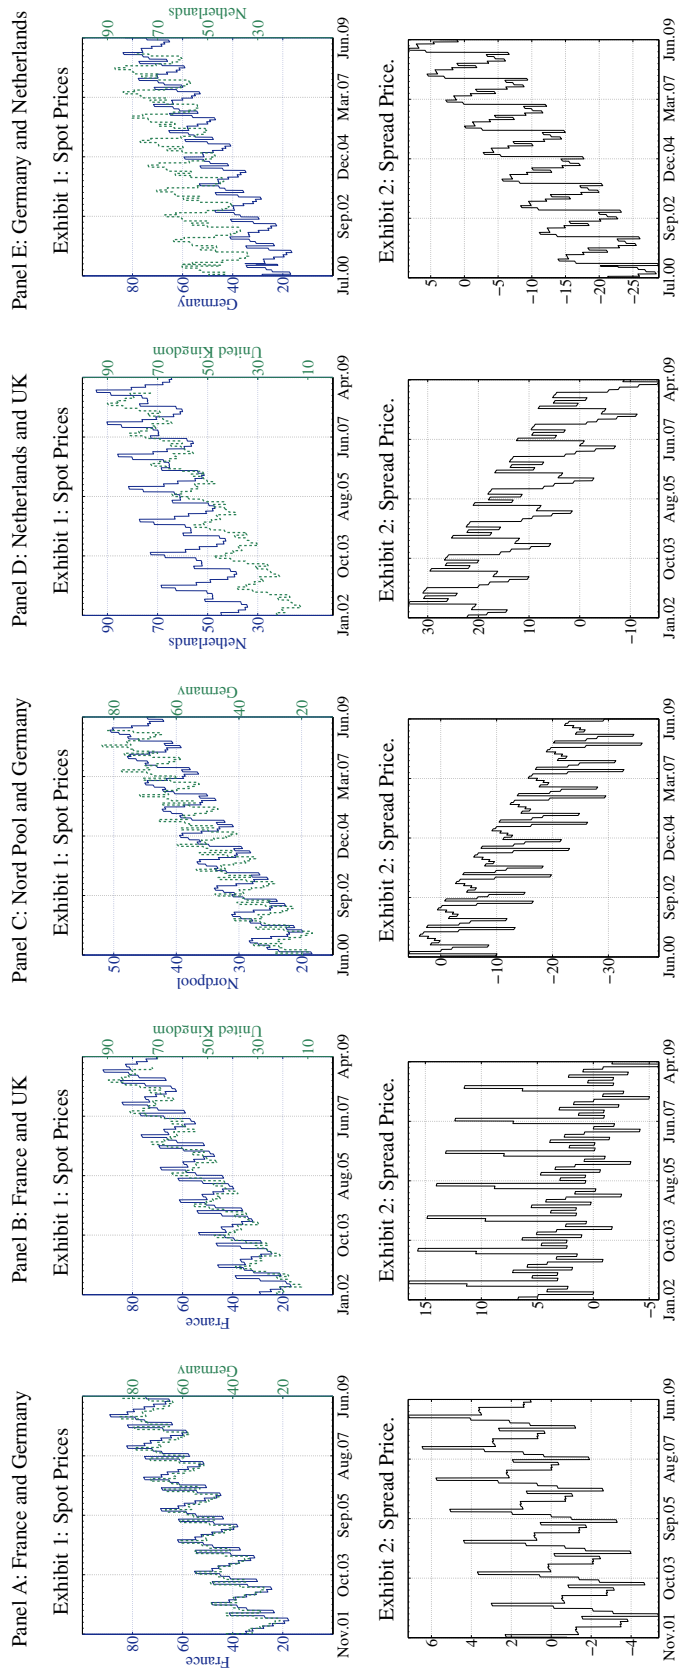 Panel A: France and Germany
Exhibit 1: Spot Prices
France
80
60
40
20
Germany
80
60
40
20
Nov.01 Oct.03 Sep.05 Aug.07 Jun.09
Exhibit 2: Spread Price.
6
4
2
0
−2
−4
Nov.01 Oct.03 Sep.05 Aug.07 Jun.09
Panel B: France and UK
Exhibit 1: Spot Prices
France
80
60
40
20
United Kingdom
90
70
50
30
10
Jan.02 Oct.03 Aug.05 Jun.07 Apr.09
Exhibit 2: Spread Price.
15
10
5
0
−5
Jan.02 Oct.03 Aug.05 Jun.07 Apr.09
Panel C: Nord Pool and Germany
Exhibit 1: Spot Prices
Nordpool
50
40
30
20
Germany
80
60
40
20
Jun.00 Sep.02 Dec.04 Mar.07 Jun.09
Exhibit 2: Spread Price.
0
−10
−20
−30
Jun.00 Sep.02 Dec.04 Mar.07 Jun.09
Panel D: Netherlands and UK
Exhibit 1: Spot Prices
Netherlands
90
70
50
30
United Kingdom
90
70
50
30
10
Jan.02 Oct.03 Aug.05 Jun.07 Apr.09
Exhibit 2: Spread Price.
30
20
10
0
−10
Jan.02 Oct.03 Aug.05 Jun.07 Apr.09
Panel E: Germany and Netherlands
Exhibit 1: Spot Prices
Germany
80
60
40
20
Netherlands
90
70
50
30
Jul.00 Sep.02 Dec.04 Mar.07 Jun.09
Exhibit 2: Spread Price.
5
0
−5
−10
−15
−20
−25
Jul.00 Sep.02 Dec.04 Mar.07 Jun.09